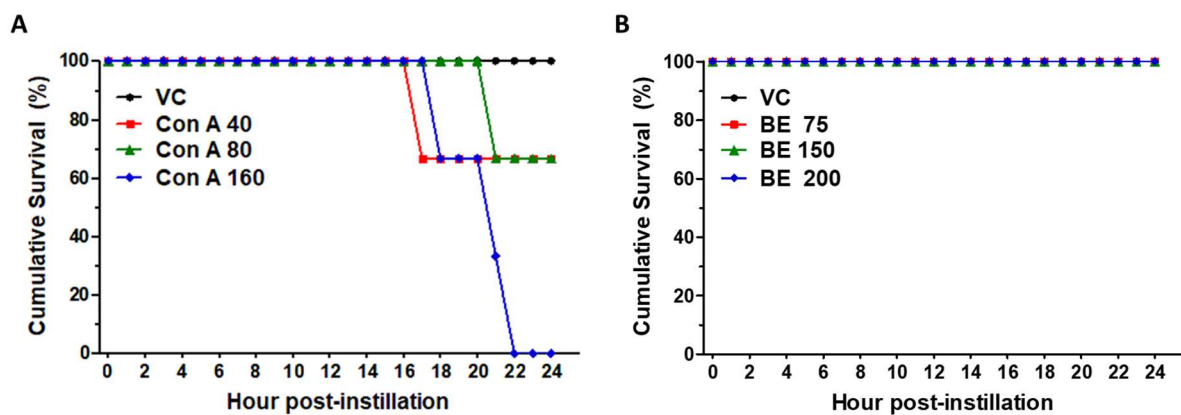 A
Cumulative Survival (%)
100
80
60
40
20
0
VC
Con A 40
Con A 80
Con A 160
0 2 4 6 8 10 12 14 16 18 20 22 24
Hour post-instillation
B
Cumulative Survival (%)
100
80
60
40
20
0
VC
BE 75
BE 150
BE 200
0 2 4 6 8 10 12 14 16 18 20 22 24
Hour post-instillation